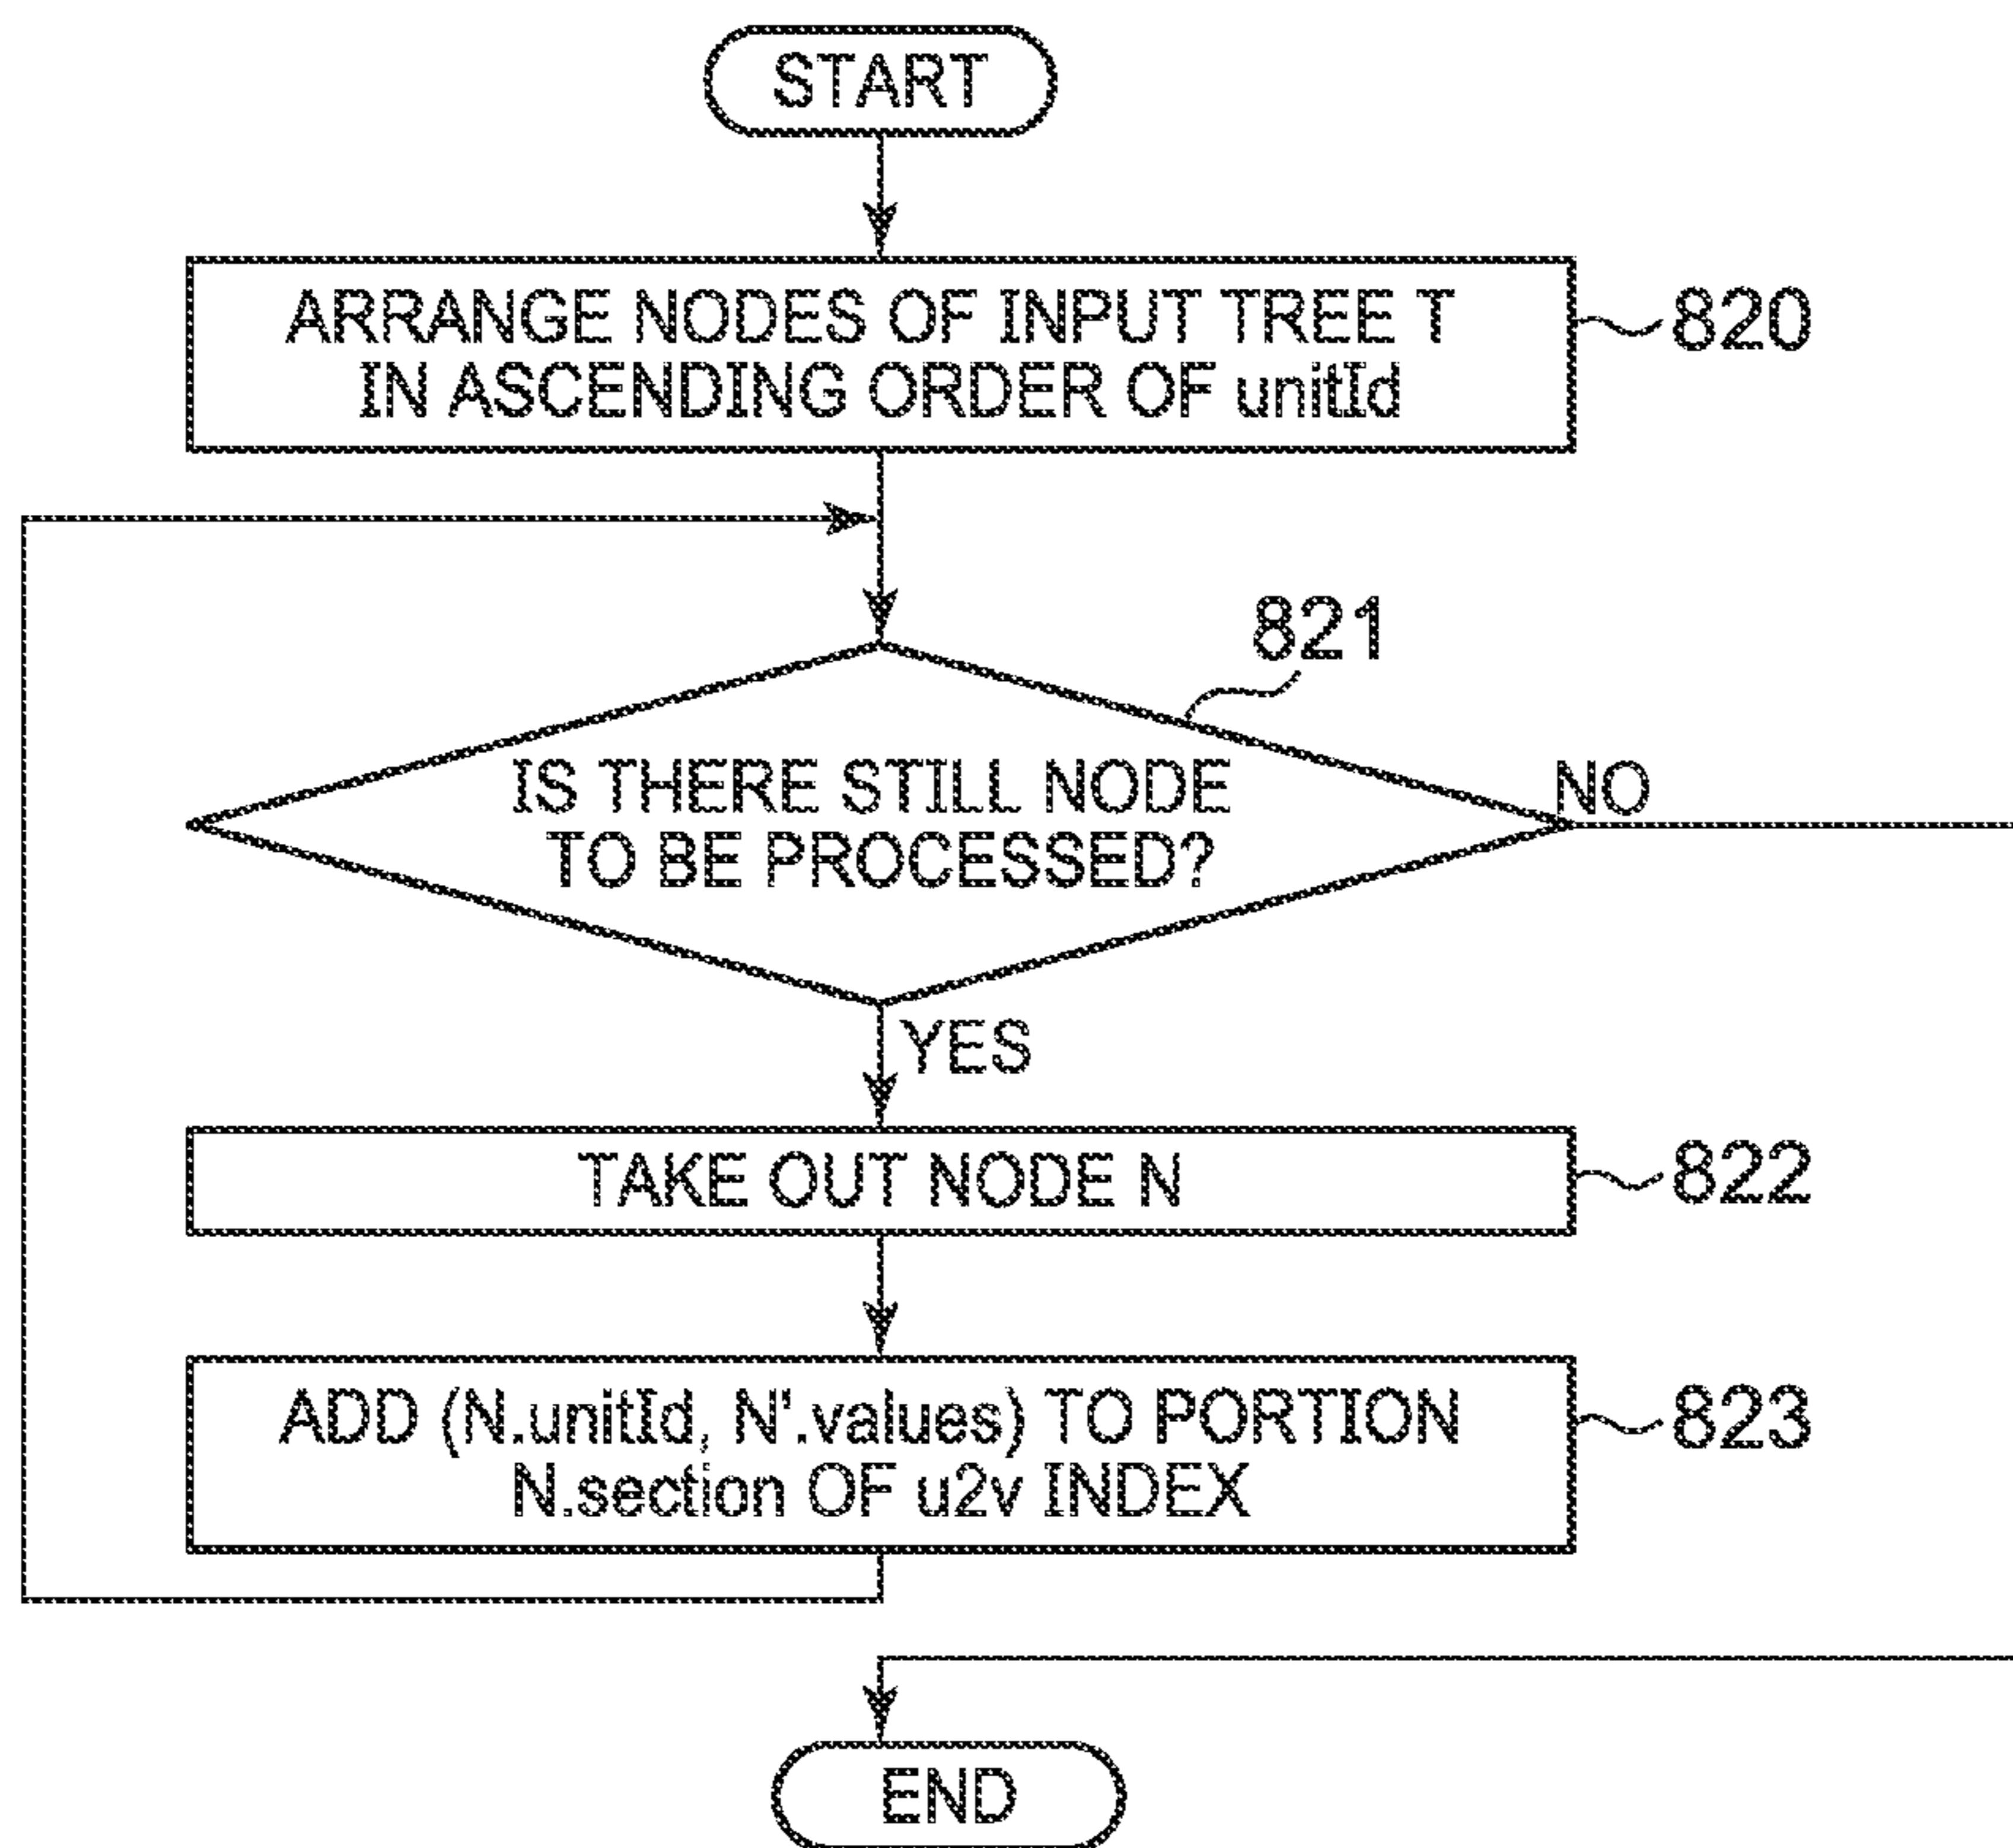 START
ARRANGE NODES OF INPUT TREE T
IN ASCENDING ORDER OF unitId
820
821
IS THERE STILL NODE
TO BE PROCESSED?
NO
YES
TAKE OUT NODE N
822
ADD (N.unitId, N'.values) TO PORTION
N.section OF u2v INDEX
823
END